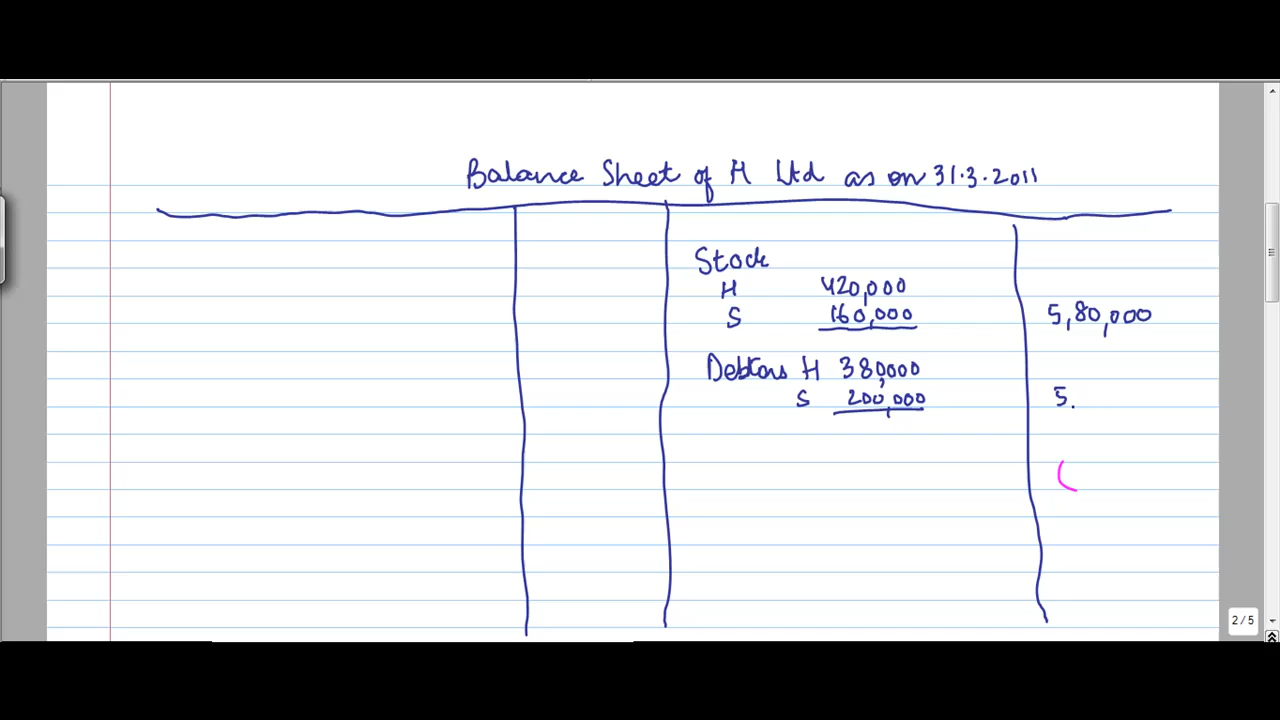 Balance Sheet of H Ltd as on 31.3.2011
Stock
H 420,000
S 160,000 5,80,000
Debtors H 380,000
S 200,000 5.
2 / 5